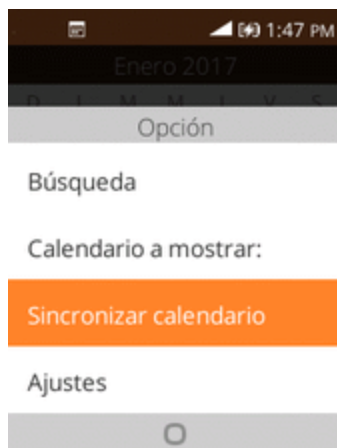 1:47 PM
Enero 2017
D L M M J V S
Opción
Búsqueda
Calendario a mostrar:
Sincronizar calendario
Ajustes